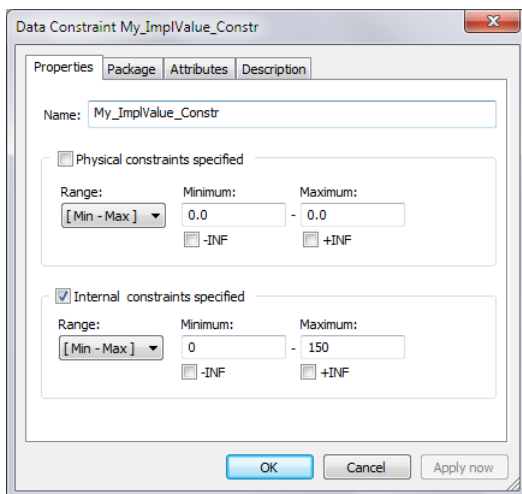 Data Constraint My_ImplValue_Constr
Properties Package Attributes Description
Name: My_ImplValue_Constr
Physical constraints specified
Range: Minimum: Maximum:
[ Min - Max ] 0.0 - 0.0
-INF +INF
Internal constraints specified
Range: Minimum: Maximum:
[ Min - Max ] 0 - 150
-INF +INF
OK Cancel Apply now